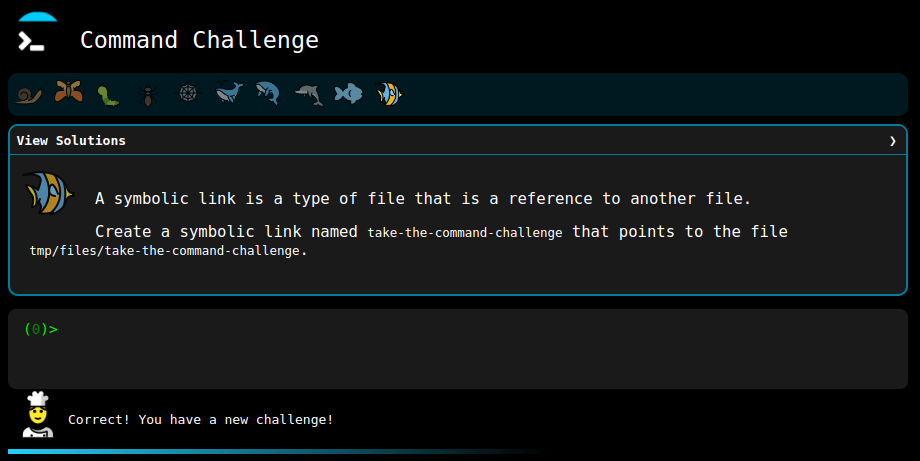 Command Challenge
View Solutions ❯
A symbolic link is a type of file that is a reference to another file.
Create a symbolic link named take-the-command-challenge that points to the file
tmp/files/take-the-command-challenge.
(0)>
Correct! You have a new challenge!